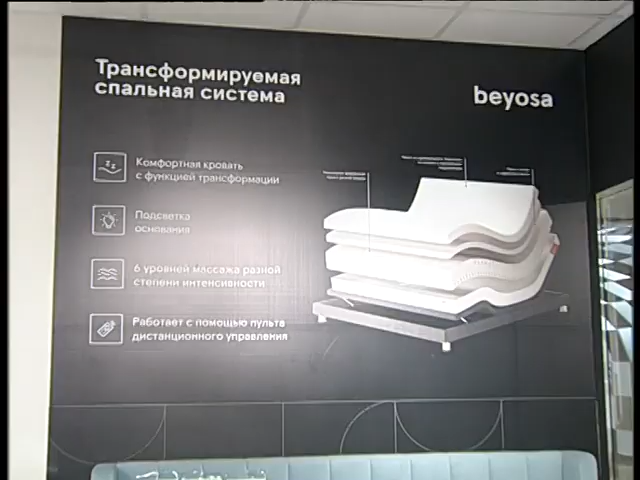 Трансформируемая
спальная система
beyosa
Комфортная кровать
с функцией трансформации
Подсветка
основания
6 уровней массажа разной
степени интенсивности
Работает с помощью пульта
дистанционного управления